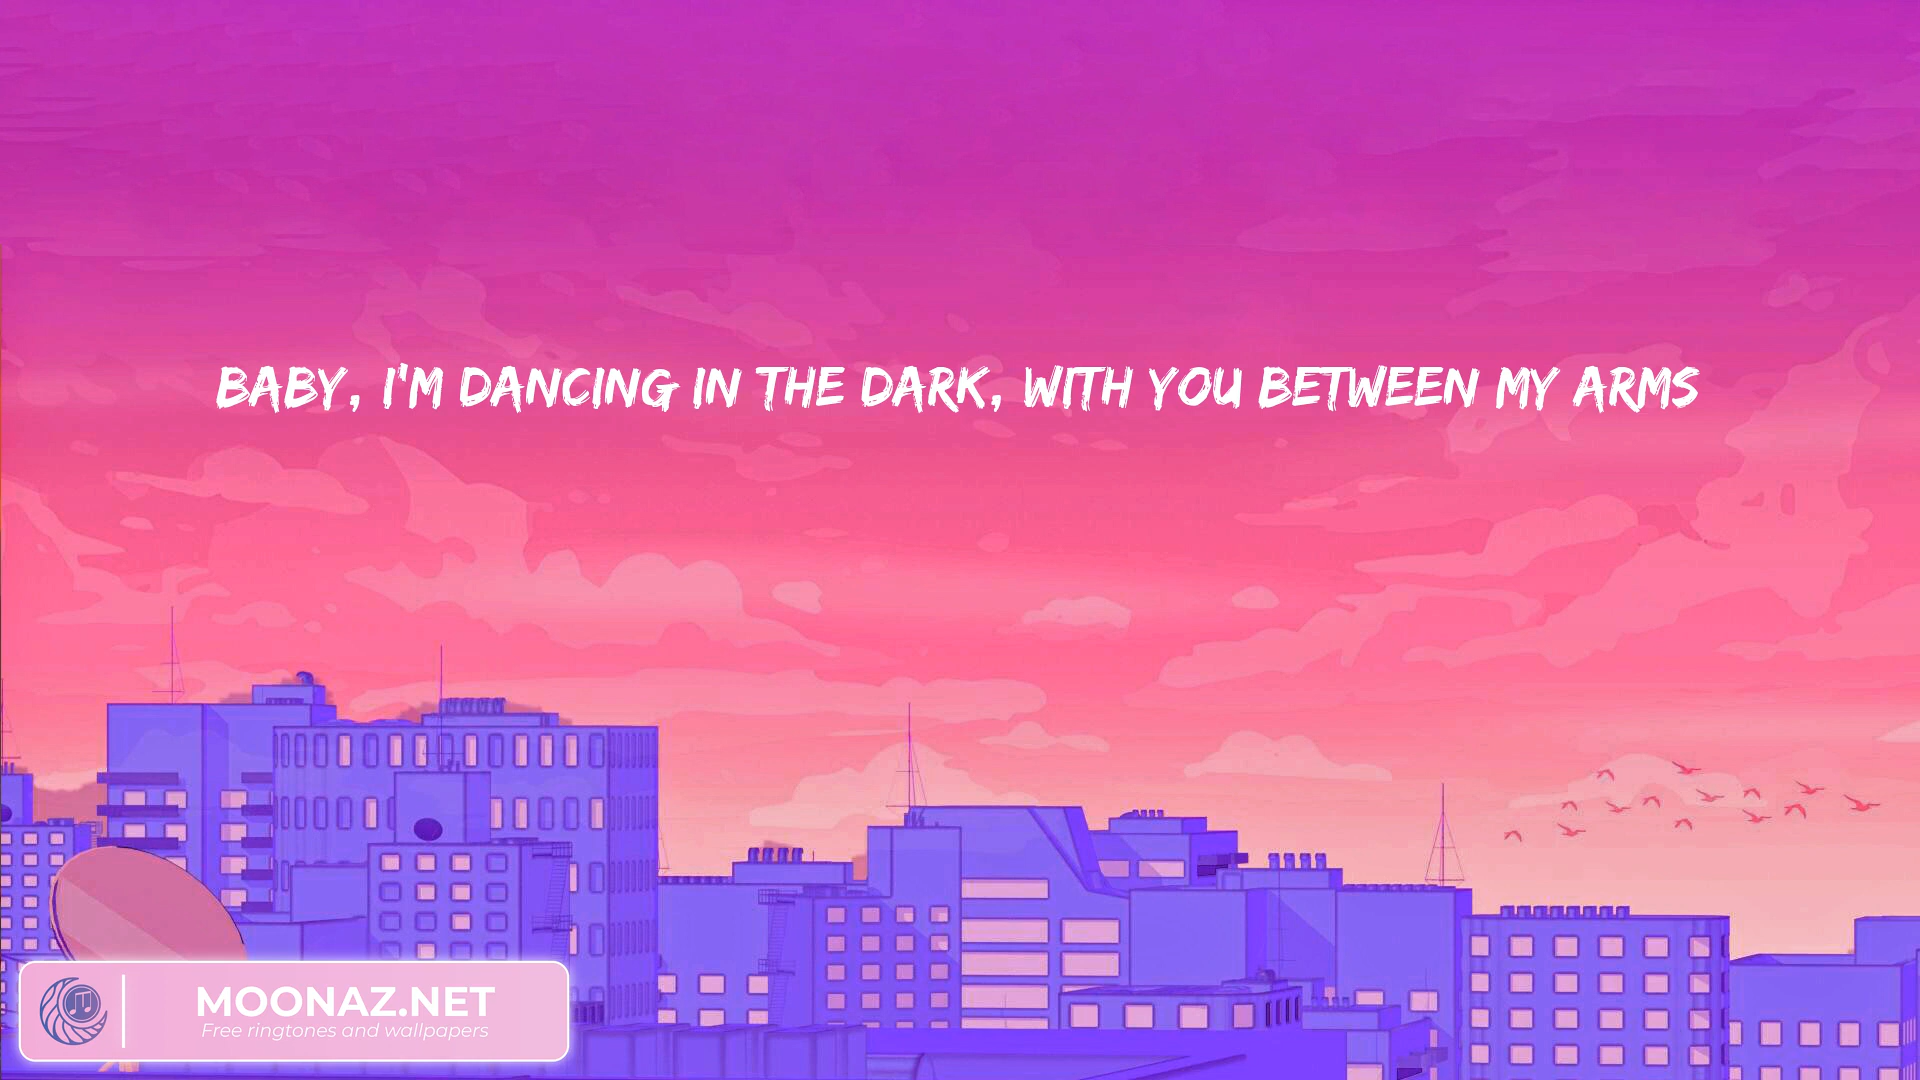 BABY, I'M DANCING IN THE DARK, WITH YOU BETWEEN MY ARMS
MOONAZ.NET
Free ringtones and wallpapers